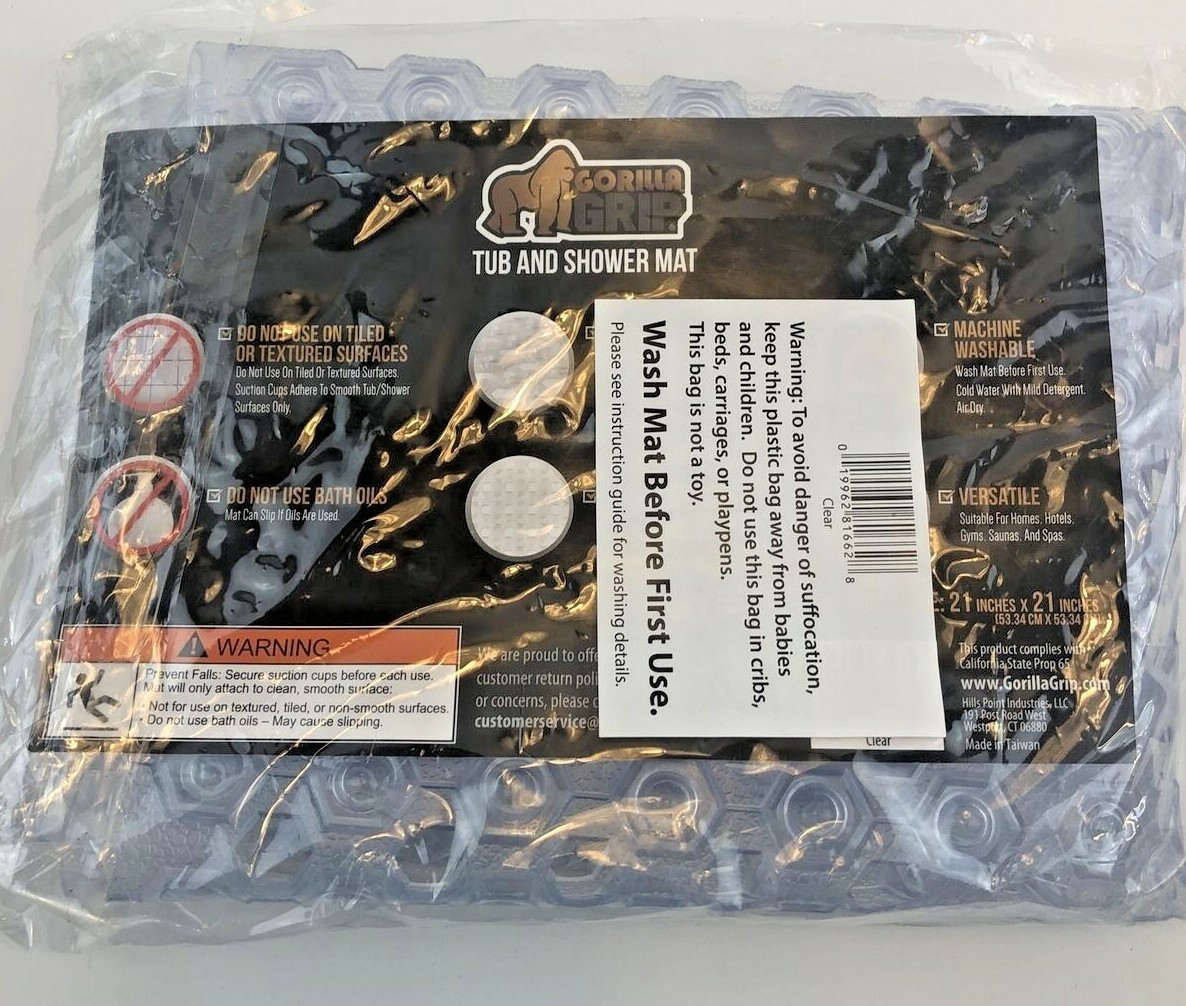 GORILLA
GRIP
TUB AND SHOWER MAT
DO NOT USE ON TILED
OR TEXTURED SURFACES
Do Not Use On Tiled Or Textured Surfaces.
Suction Cups Adhere To Smooth Tub/Shower
Surfaces Only.
DO NOT USE BATH OILS
Mat Can Slip If Oils Are Used.
WARNING
Prevent Falls: Secure suction cups before each use.
Mat will only attach to clean, smooth surface:
· Not for use on textured, tiled, or non-smooth surfaces.
· Do not use bath oils – May cause slipping.
We are proud to offe
customer return poli
or concerns, please c
customerservice@
Warning: To avoid danger of suffocation,
keep this plastic bag away from babies
and children. Do not use this bag in cribs,
beds, carriages, or playpens.
This bag is not a toy.
Wash Mat Before First Use.
Please see instruction guide for washing details.
0 19962 81662 8
Clear
MACHINE
WASHABLE
Wash Mat Before First Use.
Cold Water With Mild Detergent.
Air Dry.
VERSATILE
Suitable For Homes, Hotels,
Gyms, Saunas, And Spas.
: 21 INCHES X 21 INCHES
(53.34 CM X 53.34
This product complies with
California State Prop 65
www.GorillaGrip.com
Hills Point Industries, LLC
191 Post Road West
Westport, CT 06880
Made in Taiwan
Clear